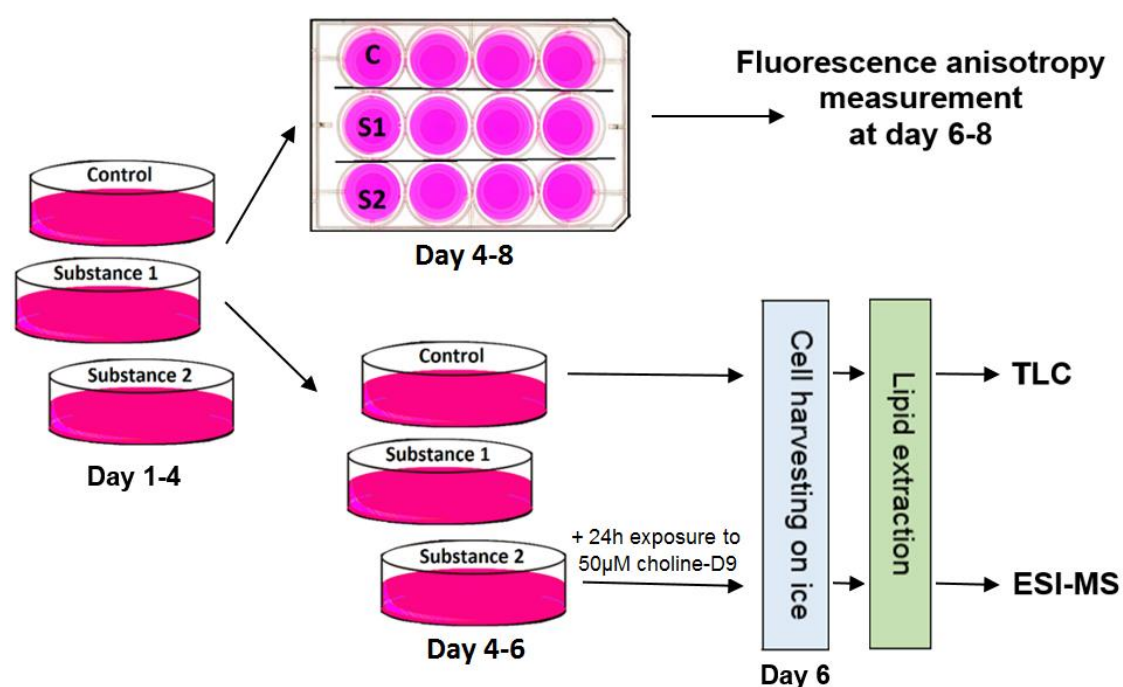 Control
Substance 1
Substance 2
Day 1-4
C
S1
S2
Day 4-8
Fluorescence anisotropy
measurement
at day 6-8
Control
Substance 1
Substance 2
Day 4-6
+ 24h exposure to
50µM choline-D9
Cell harvesting on ice
Day 6
Lipid extraction
TLC
ESI-MS